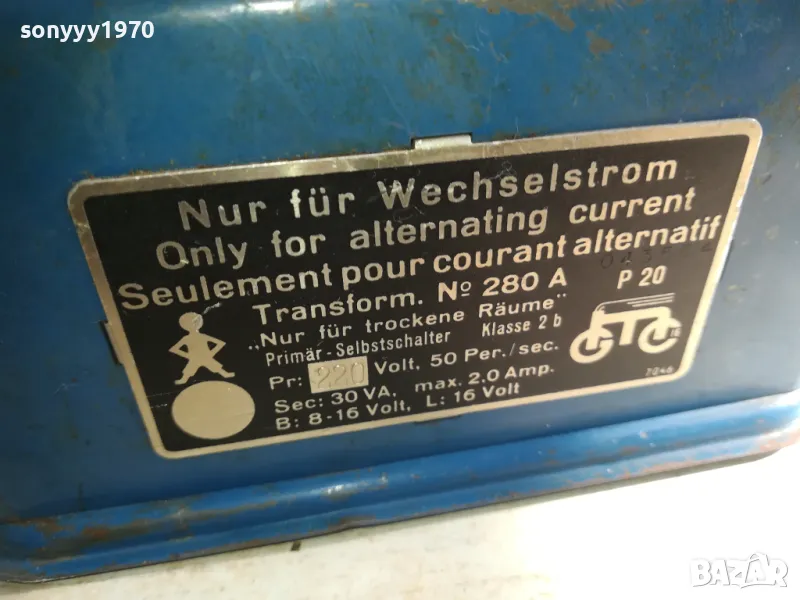 sonyyy1970
Nur für Wechselstrom
Only for alternating current
Seulement pour courant alternatif
Transform. Nº 280 A P 20
„Nur für trockene Räume"
Primär-Selbstschalter Klasse 2 b
Pr: 220 Volt, 50 Per./sec.
Sec: 30 VA, max. 2.0 Amp.
B: 8-16 Volt, L: 16 Volt
BAZAR